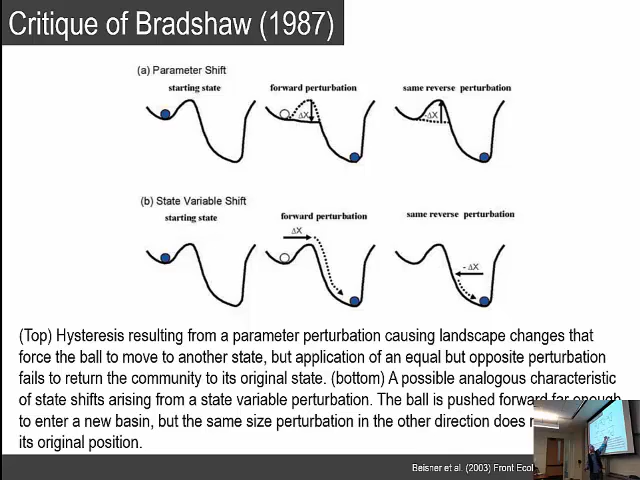 Critique of Bradshaw (1987)
(a) Parameter Shift
starting state
forward perturbation
same reverse perturbation
ΔX
-ΔX
(b) State Variable Shift
starting state
forward perturbation
same reverse perturbation
ΔX
- ΔX
(Top) Hysteresis resulting from a parameter perturbation causing landscape changes that
force the ball to move to another state, but application of an equal but opposite perturbation
fails to return the community to its original state. (bottom) A possible analogous characteristic
of state shifts arising from a state variable perturbation. The ball is pushed forward far enough
to enter a new basin, but the same size perturbation in the other direction does
its original position.
Beisner et al. (2003) Front Ecol